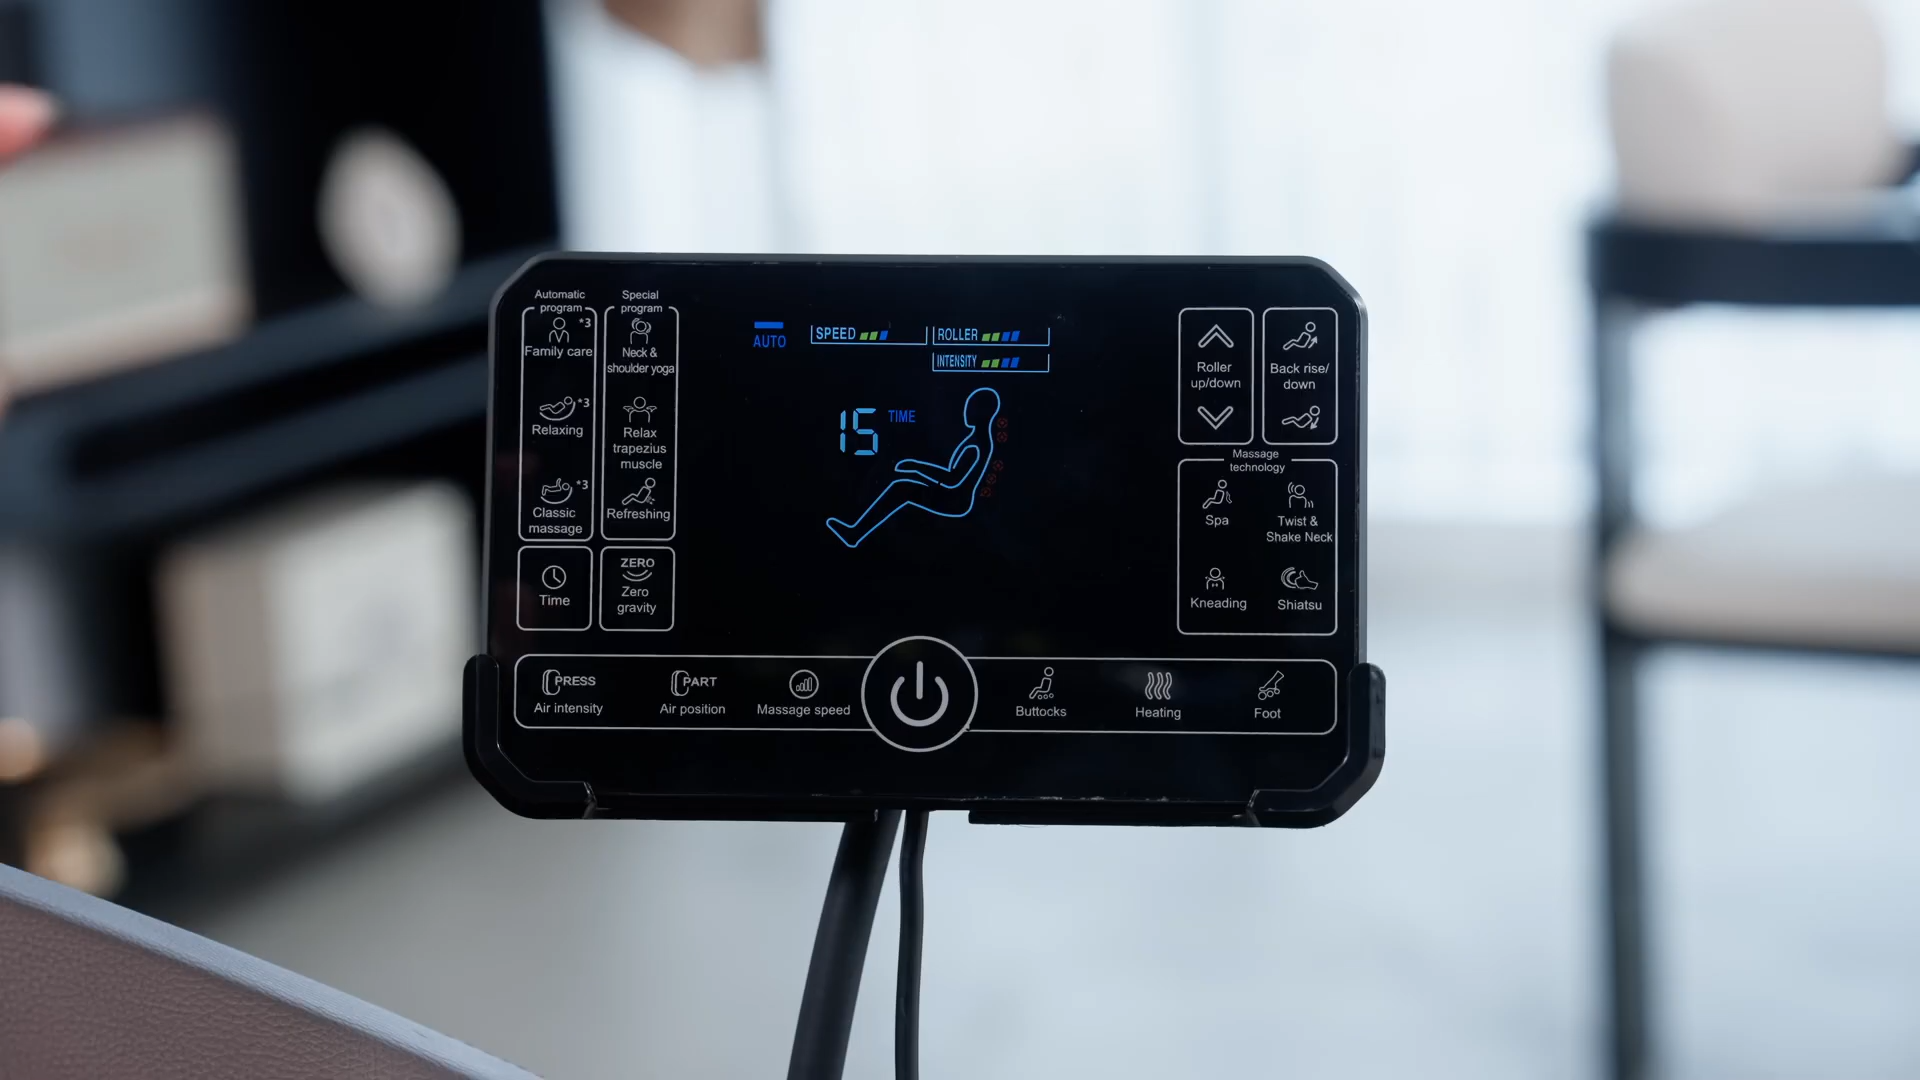 Automatic
program
*3
Family care
*3
Relaxing
*3
Classic
massage
Special
program
Neck &
shoulder yoga
Relax
trapezius
muscle
Refreshing
Time
ZERO
Zero
gravity
AUTO
SPEED
ROLLER
INTENSITY
15 TIME
Roller
up/down
Back rise/
down
Massage
technology
Spa
Twist &
Shake Neck
Kneading
Shiatsu
PRESS
Air intensity
PART
Air position
Massage speed
Buttocks
Heating
Foot